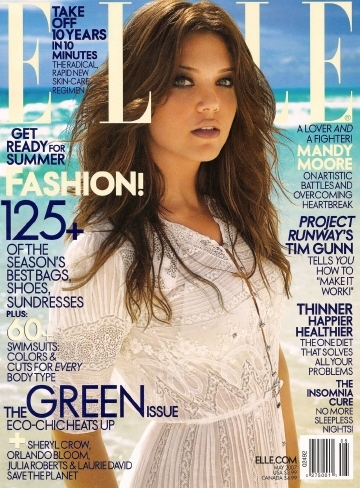 ELLE
TAKE
OFF
10 YEARS
IN 10
MINUTES
THE RADICAL,
RAPID NEW
SKIN-CARE
REGIMEN
GET
READY FOR
SUMMER
FASHION!
125+
OF THE
SEASON'S
BEST BAGS,
SHOES,
SUNDRESSES
PLUS:
60
SWIMSUITS:
COLORS &
CUTS FOR EVERY
BODY TYPE
THE GREEN ISSUE
ECO-CHIC HEATS UP
+
SHERYL CROW,
ORLANDO BLOOM,
JULIA ROBERTS & LAURIE DAVID
SAVE THE PLANET
A LOVER AND
A FIGHTER!
MANDY
MOORE
ON ARTISTIC
BATTLES AND
OVERCOMING
HEARTBREAK
PROJECT
RUNWAY'S
TIM GUNN
TELLS YOU
HOW TO
"MAKE IT
WORK!"
THINNER
HAPPIER
HEALTHIER
THE ONE DIET
THAT SOLVES
ALL YOUR
PROBLEMS
THE
INSOMNIA
CURE
NO MORE
SLEEPLESS
NIGHTS!
ELLE.COM
MAY 2007
USA $3.99
CANADA $4.99